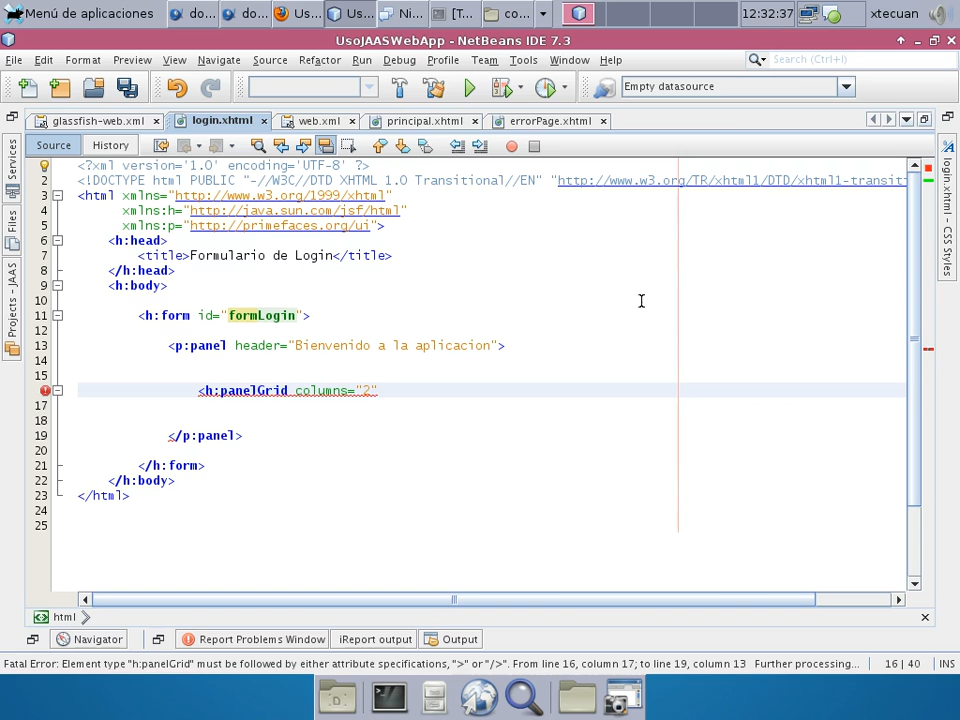 Menú de aplicaciones do... do... Us... Us... Ni... [T... co... 12:32:37 xtecuan
UsoJAASWebApp - NetBeans IDE 7.3
File Edit Format Preview View Navigate Source Refactor Run Debug Profile Team Tools Window Help Search (Ctrl+I)
Empty datasource
glassfish-web.xml login.xhtml web.xml principal.xhtml errorPage.xhtml
Source History
Services
Files
Projects - JAAS
login.xhtml - CSS Styles
1 <?xml version='1.0' encoding='UTF-8' ?>
2 <!DOCTYPE html PUBLIC "-//W3C//DTD XHTML 1.0 Transitional//EN" "http://www.w3.org/TR/xhtml1/DTD/xhtml1-transiti
3 <html xmlns="http://www.w3.org/1999/xhtml"
4 xmlns:h="http://java.sun.com/jsf/html"
5 xmlns:p="http://primefaces.org/ui">
6 <h:head>
7 <title>Formulario de Login</title>
8 </h:head>
9 <h:body>
10
11 <h:form id="formLogin">
12
13 <p:panel header="Bienvenido a la aplicacion">
14
15
<h:panelGrid columns="2"
17
18
19 </p:panel>
20
21 </h:form>
22 </h:body>
23 </html>
24
25
html
Navigator Report Problems Window iReport output Output
Fatal Error: Element type "h:panelGrid" must be followed by either attribute specifications, ">" or "/>". From line 16, column 17; to line 19, column 13 Further processing... 16 | 40 INS